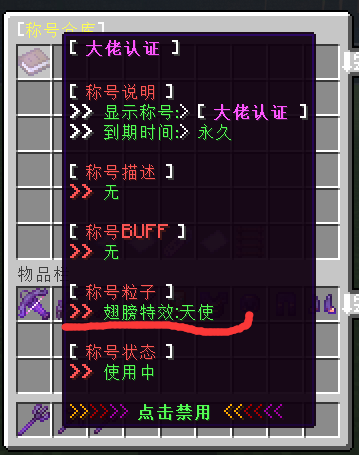 [称号仓库]
[ 大佬认证 ]
[ 称号说明 ]
>> 显示称号:> [ 大佬认证 ]
>> 到期时间:> 永久
[ 称号描述 ]
>> 无
[ 称号BUFF ]
>> 无
物品栏
[ 称号粒子 ]
>> 翅膀特效:天使
[ 称号状态 ]
>> 使用中
>>>>>> 点击禁用 <<<<<<